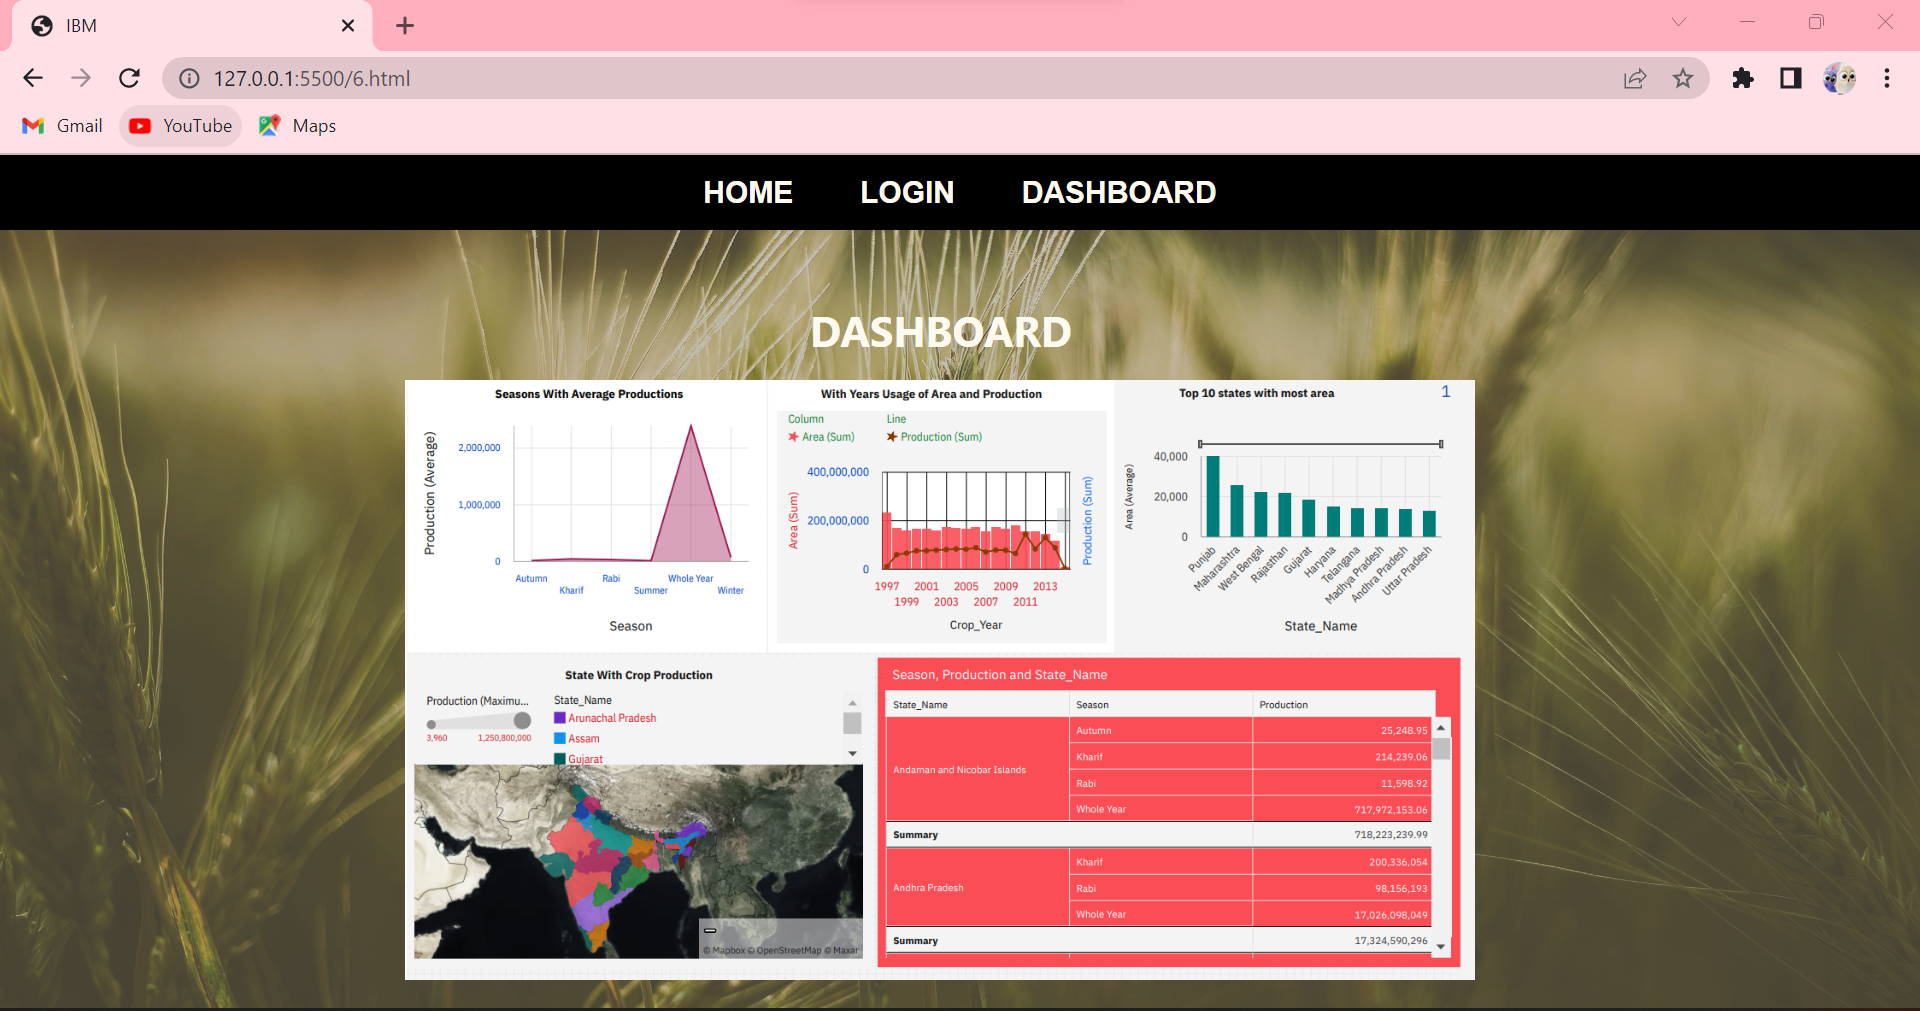 IBM
127.0.0.1:5500/6.html
Gmail YouTube Maps
HOME LOGIN DASHBOARD
DASHBOARD
Seasons With Average Productions
Production (Average)
2,000,000
1,000,000
0
Autumn Rabi Whole Year
Kharif Summer Winter
Season
With Years Usage of Area and Production
Column Line
Area (Sum) Production (Sum)
Area (Sum)
400,000,000
200,000,000
0
Production (Sum)
1997 2001 2005 2009 2013
1999 2003 2007 2011
Crop_Year
Top 10 states with most area
1
Area (Average)
40,000
20,000
0
Punjab
Maharashtra
West Bengal
Rajasthan
Gujarat
Haryana
Telangana
Madhya Pradesh
Andhra Pradesh
Uttar Pradesh
State_Name
State With Crop Production
Production (Maximu...
3,960 1,250,800,000
State_Name
Arunachal Pradesh
Assam
Gujarat
© Mapbox © OpenStreetMap © Maxar
Season, Production and State_Name
State_Name Season Production
Andaman and Nicobar Islands
Autumn 25,248.95
Kharif 214,239.06
Rabi 11,598.92
Whole Year 717,972,153.06
Summary 718,223,239.99
Andhra Pradesh
Kharif 200,336,054
Rabi 98,156,193
Whole Year 17,026,098,049
Summary 17,324,590,296